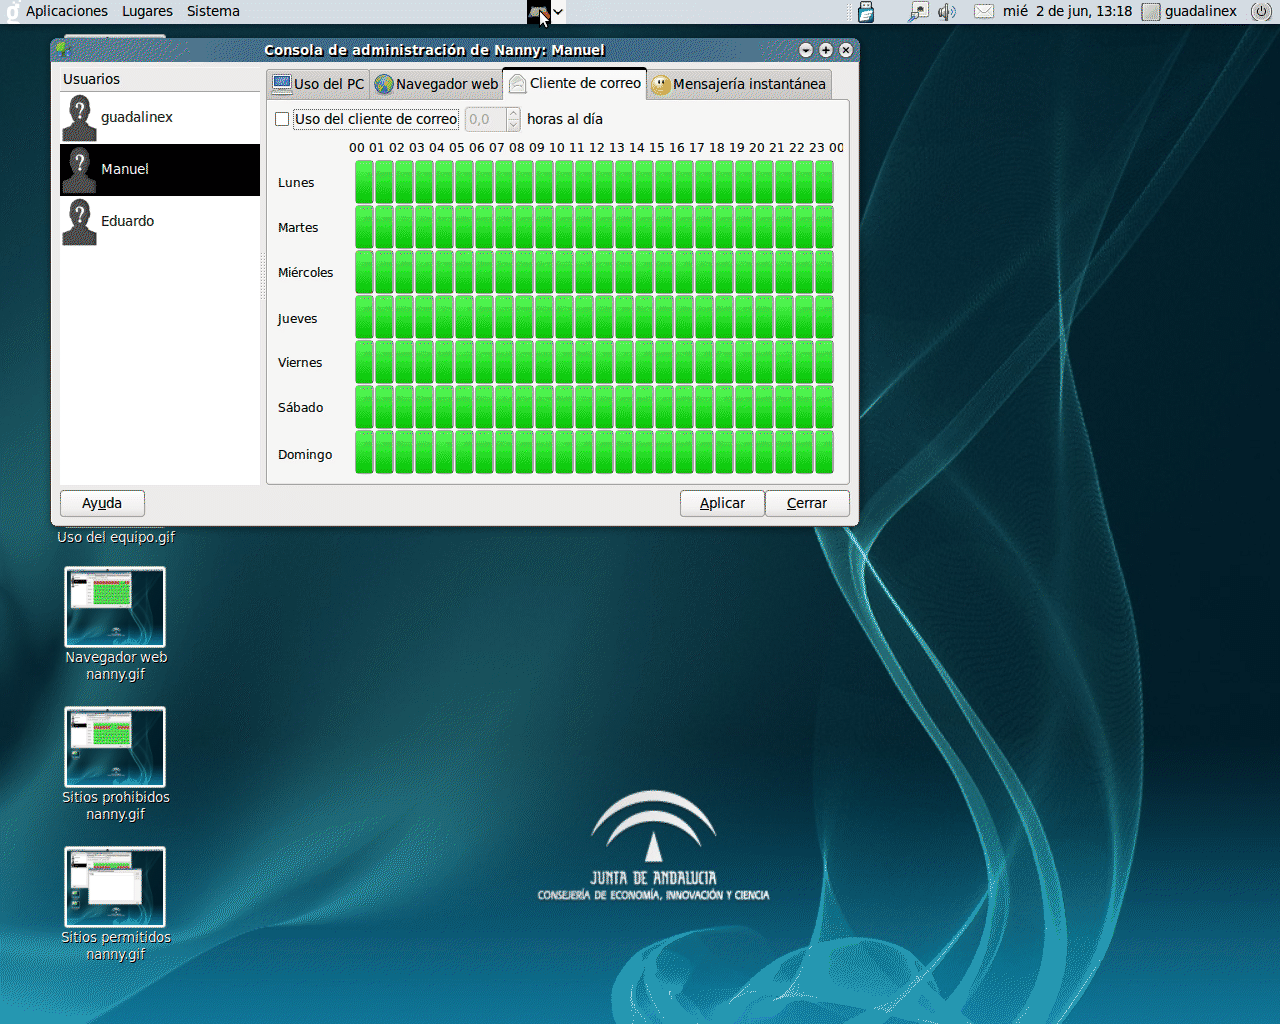 Aplicaciones Lugares Sistema
mié 2 de jun, 13:18 guadalinex
Consola de administración de Nanny: Manuel
Usuarios
guadalinex
Manuel
Eduardo
Uso del PC Navegador web Cliente de correo Mensajería instantánea
Uso del cliente de correo 0,0 horas al día
00 01 02 03 04 05 06 07 08 09 10 11 12 13 14 15 16 17 18 19 20 21 22 23 00
Lunes
Martes
Miércoles
Jueves
Viernes
Sábado
Domingo
Ayuda Aplicar Cerrar
Uso del equipo.gif
Navegador web
nanny.gif
Sitios prohibidos
nanny.gif
Sitios permitidos
nanny.gif
JUNTA DE ANDALUCIA
CONSEJERÍA DE ECONOMÍA, INNOVACIÓN Y CIENCIA